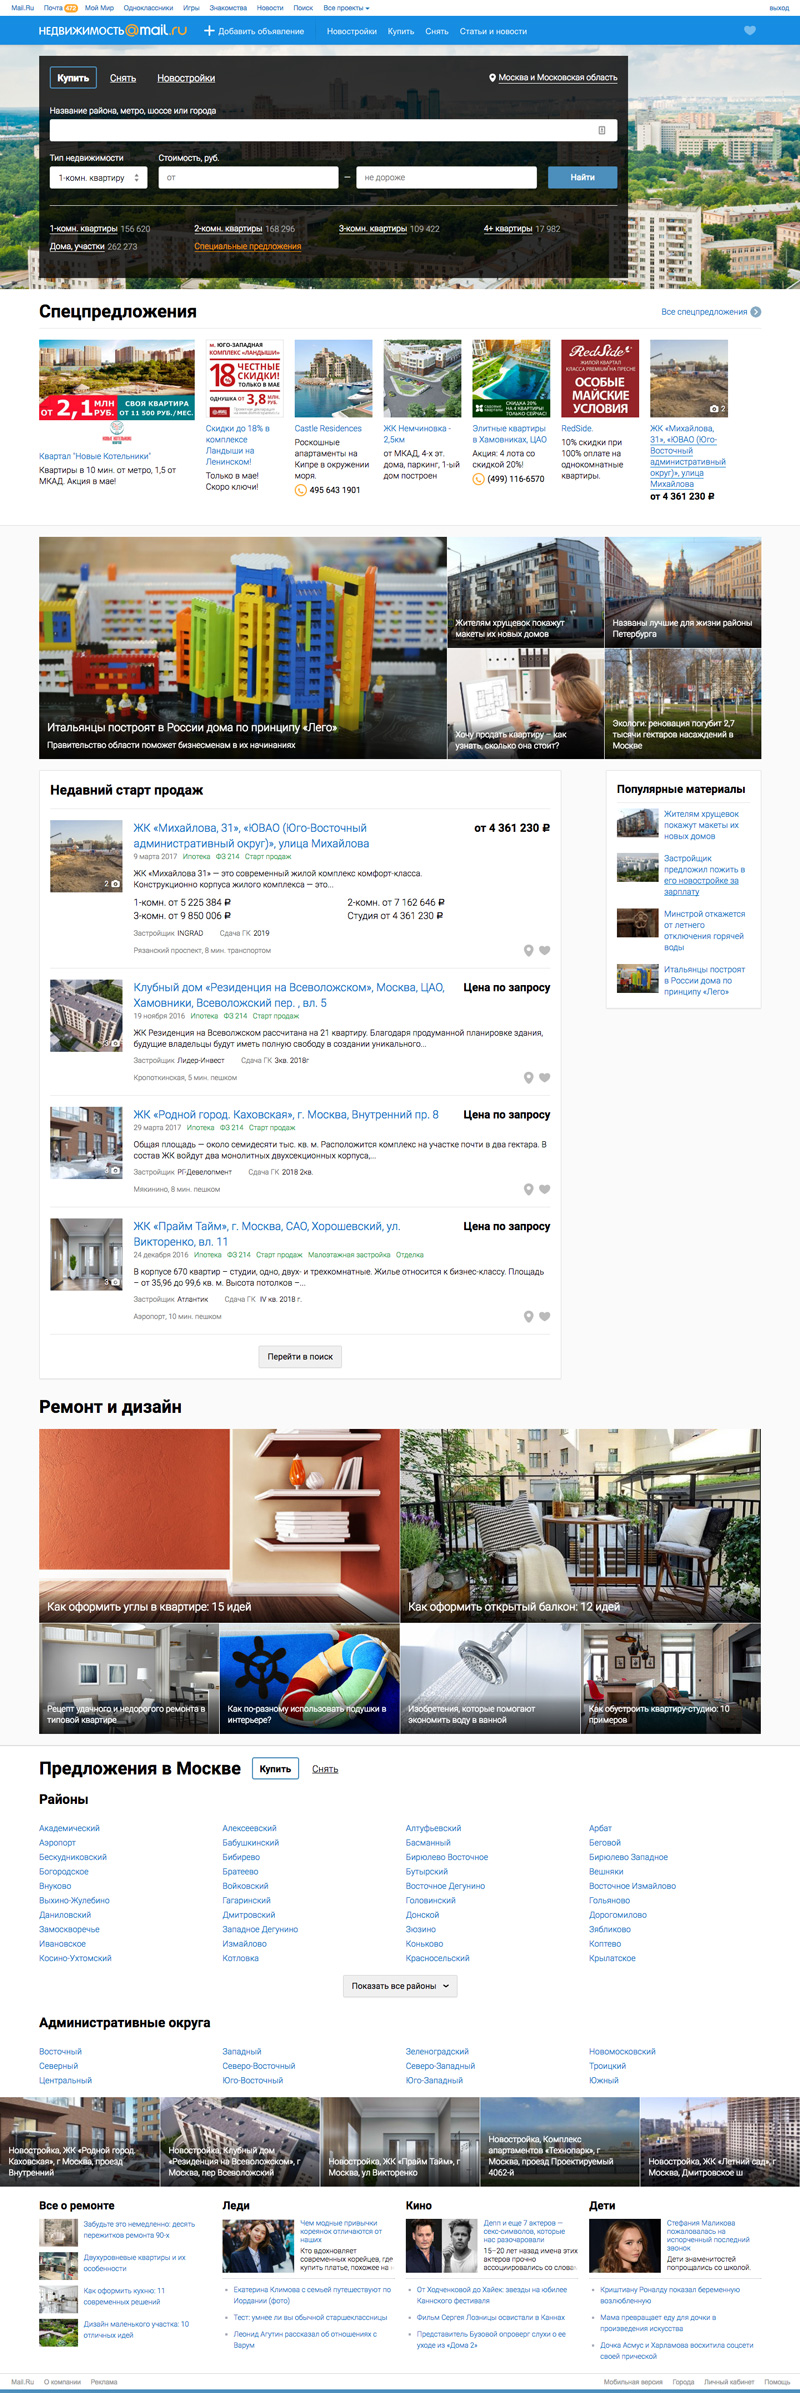 Mail.Ru Почта 472 Мой Мир Одноклассники Игры Знакомства Новости Поиск Все проекты выход
НЕДВИЖИМОСТЬ@mail.ru Добавить объявление Новостройки Купить Снять Статьи и новости
Купить Снять Новостройки Москва и Московская область
Название района, метро, шоссе или города
Тип недвижимости Стоимость, руб.
1-комн. квартиру от – не дороже Найти
1-комн. квартиры 156 620 2-комн. квартиры 168 296 3-комн. квартиры 109 422 4+ квартиры 17 982
Дома, участки 262 273 Специальные предложения
Спецпредложения Все спецпредложения
ОТ 2,1 МЛН РУБ. СВОЯ КВАРТИРА ОТ 11 500 РУБ./МЕС.
Квартал "Новые Котельники"
Квартиры в 10 мин. от метро, 1,5 от
МКАД. Акция в мае!
М. ЮГО-ЗАПАДНАЯ
КОМПЛЕКС «ЛАНДЫШИ»
18 ЧЕСТНЫЕ
СКИДКИ!
ТОЛЬКО В МАЕ
ОДНУШКА ОТ 3,8 МЛН. РУБ.
Скидки до 18% в
комплексе
Ландыши на
Ленинском!
Только в мае!
Скоро ключи!
Castle Residences
Роскошные
апартаменты на
Кипре в окружении
моря.
495 643 1901
ЖК Немчиновка -
2,5км
от МКАД, 4-х эт.
дома, паркинг, 1-ый
дом построен
СКИДКА 20%
НА 4 КВАРТИРЫ
ТОЛЬКО СЕЙЧАС!
Элитные квартиры
в Хамовниках, ЦАО
Акция: 4 лота со
скидкой 20%!
(499) 116-6570
RedSide
ЖИЛОЙ КВАРТАЛ
КЛАССА PREMIUM НА ПРЕСНЕ
ОСОБЫЕ
МАЙСКИЕ
УСЛОВИЯ
RedSide.
10% скидки при
100% оплате на
однокомнатные
квартиры.
2
ЖК «Михайлова,
31», «ЮВАО (Юго-
Восточный
административный
округ)», улица
Михайлова
от 4 361 230 ₽
Итальянцы построят в России дома по принципу «Лего»
Правительство области поможет бизнесменам в их начинаниях
Жителям хрущевок покажут
макеты их новых домов
Названы лучшие для жизни районы
Петербурга
Хочу продать квартиру – как
узнать, сколько она стоит?
Экологи: реновация погубит 2,7
тысячи гектаров насаждений в
Москве
Недавний старт продаж
2
ЖК «Михайлова, 31», «ЮВАО (Юго-Восточный от 4 361 230 ₽
административный округ)», улица Михайлова
9 марта 2017 Ипотека ФЗ 214 Старт продаж
ЖК «Михайлова 31» — это современный жилой комплекс комфорт-класса.
Конструкционно корпуса жилого комплекса — это...
1-комн. от 5 225 384 ₽ 2-комн. от 7 162 646 ₽
3-комн. от 9 850 006 ₽ Студия от 4 361 230 ₽
Застройщик INGRAD Сдача ГК 2019
Рязанский проспект, 8 мин. транспортом
3
Клубный дом «Резиденция на Всеволожском», Москва, ЦАО, Цена по запросу
Хамовники, Всеволожский пер. , вл. 5
19 ноября 2016 Ипотека ФЗ 214 Старт продаж
ЖК Резиденция на Всеволожском рассчитана на 21 квартиру. Благодаря продуманной планировке здания,
будущие владельцы будут иметь полную свободу в создании уникального...
Застройщик Лидер-Инвест Сдача ГК 3кв. 2018г
Кропоткинская, 5 мин. пешком
ЖК «Родной город. Каховская», г. Москва, Внутренний пр. 8 Цена по запросу
29 марта 2017 Ипотека ФЗ 214 Старт продаж
Общая площадь — около семидесяти тыс. кв. м. Расположится комплекс на участке почти в два гектара. В
состав ЖК войдут два монолитных двухсекционных корпуса,...
Застройщик РГ-Девелопмент Сдача ГК 2018 2кв.
Мякинино, 8 мин. пешком
3
ЖК «Прайм Тайм», г. Москва, САО, Хорошевский, ул. Цена по запросу
Викторенко, вл. 11
24 декабря 2016 Ипотека ФЗ 214 Старт продаж Малоэтажная застройка Отделка
В корпусе 670 квартир – студии, одно, двух- и трехкомнатные. Жилье относится к бизнес-классу. Площадь
– от 35,96 до 99,6 кв. м. Высота потолков –...
Застройщик Атлантик Сдача ГК IV кв. 2018 г.
Аэропорт, 10 мин. пешком
Перейти в поиск
Популярные материалы
Жителям хрущевок
покажут макеты их
новых домов
Застройщик
предложил пожить в
его новостройке за
зарплату
Минстрой откажется
от летнего
отключения горячей
воды
Итальянцы построят
в России дома по
принципу «Лего»
Ремонт и дизайн
Как оформить углы в квартире: 15 идей
Как оформить открытый балкон: 12 идей
Рецепт удачного и недорогого ремонта в
типовой квартире
Как по-разному использовать подушки в
интерьере?
Изобретения, которые помогают
экономить воду в ванной
Как обустроить квартиру-студию: 10
примеров
Предложения в Москве Купить Снять
Районы
Академический Алексеевский Алтуфьевский Арбат
Аэропорт Бабушкинский Басманный Беговой
Бескудниковский Бибирево Бирюлево Восточное Бирюлево Западное
Богородское Братеево Бутырский Вешняки
Внуково Войковский Восточное Дегунино Восточное Измайлово
Выхино-Жулебино Гагаринский Головинский Гольяново
Даниловский Дмитровский Донской Дорогомилово
Замоскворечье Западное Дегунино Зюзино Зябликово
Ивановское Измайлово Коньково Коптево
Косино-Ухтомский Котловка Красносельский Крылатское
Показать все районы
Административные округа
Восточный Западный Зеленоградский Новомосковский
Северный Северо-Восточный Северо-Западный Троицкий
Центральный Юго-Восточный Юго-Западный Южный
Новостройка, ЖК «Родной город.
Каховская», г Москва, проезд
Внутренний
Новостройка, Клубный дом
«Резиденция на Всеволожском», г
Москва, пер Всеволожский
Новостройка, ЖК «Прайм Тайм», г
Москва, ул Викторенко
Новостройка, Комплекс
апартаментов «Технопарк», г
Москва, проезд Проектируемый
4062-й
Новостройка, ЖК «Летний сад», г
Москва, Дмитровское ш
Все о ремонте
Забудьте это немедленно: десять
пережитков ремонта 90-х
Двухуровневые квартиры и их
особенности
Как оформить кухню: 11
современных решений
Дизайн маленького участка: 10
отличных идей
Леди
Чем модные привычки
кореянок отличаются от
наших
Кто вдохновляет
современных корейцев, где
купить платье, похожее на
Екатерина Климова с семьей путешествуют по
Иордании (фото)
Тест: умнее ли вы обычной старшеклассницы
Леонид Агутин рассказал об отношениях с
Варум
Кино
Депп и еще 7 актеров —
секс-символов, которые
нас разочаровали
15–20 лет назад имена этих
актеров прочно
ассоциировались со слова
От Ходченковой до Хайек: звезды на юбилее
Каннского фестиваля
Фильм Сергея Лозницы освистали в Каннах
Представитель Бузовой опроверг слухи о ее
уходе из «Дома 2»
Дети
Стефания Маликова
пожаловалась на
испорченный последний
звонок
Дети знаменитостей
попрощались со школой.
Криштиану Роналду показал беременную
возлюбленную
Мама превращает еду для дочки в
произведения искусства
Дочка Асмус и Харламова восхитила соцсети
своей прической
Mail.Ru О компании Реклама Мобильная версия Города Личный кабинет Помощь